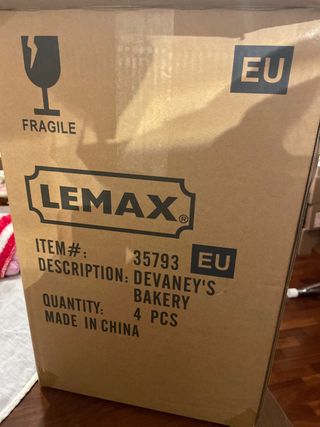 EU
FRAGILE
LEMAX®
ITEM#: 35793 EU
DESCRIPTION: DEVANEY'S
BAKERY
QUANTITY: 4 PCS
MADE IN CHINA